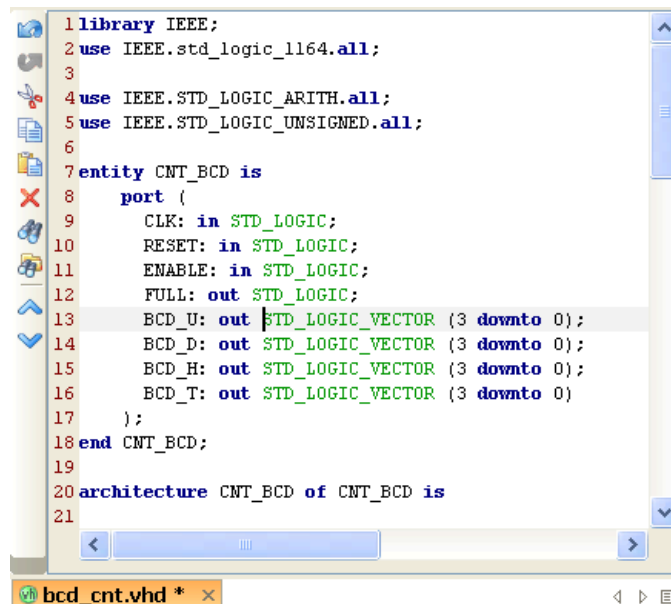 1 library IEEE;
2 use IEEE.std_logic_1164.all;
3
4 use IEEE.STD_LOGIC_ARITH.all;
5 use IEEE.STD_LOGIC_UNSIGNED.all;
6
7 entity CNT_BCD is
8 port (
9 CLK: in STD_LOGIC;
10 RESET: in STD_LOGIC;
11 ENABLE: in STD_LOGIC;
12 FULL: out STD_LOGIC;
13 BCD_U: out STD_LOGIC_VECTOR (3 downto 0);
14 BCD_D: out STD_LOGIC_VECTOR (3 downto 0);
15 BCD_H: out STD_LOGIC_VECTOR (3 downto 0);
16 BCD_T: out STD_LOGIC_VECTOR (3 downto 0)
17 );
18 end CNT_BCD;
19
20 architecture CNT_BCD of CNT_BCD is
21
bcd_cnt.vhd *